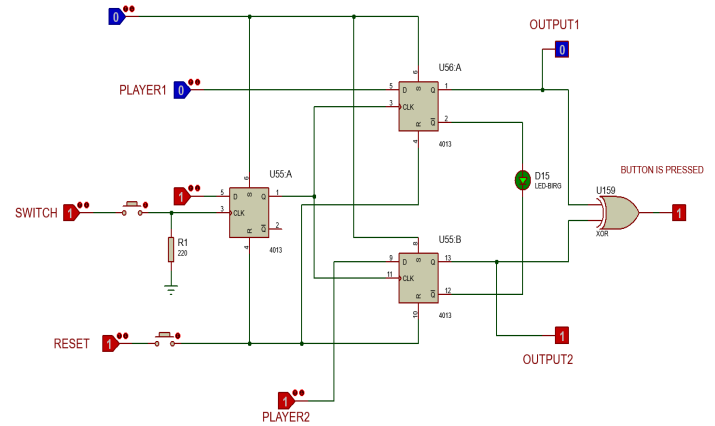 0
OUTPUT1
0
U56:A
PLAYER1
0
5
D
S
Q
1
6
3
CLK
R
Q
2
4
4013
D15
LED-BIRG
BUTTON IS PRESSED
U159
XOR
1
U55:A
SWITCH
1
1
5
D
S
Q
1
6
3
CLK
R
Q
2
4
4013
R1
220
U55:B
9
D
S
Q
13
8
11
CLK
R
Q
12
10
4013
RESET
1
1
OUTPUT2
1
PLAYER2